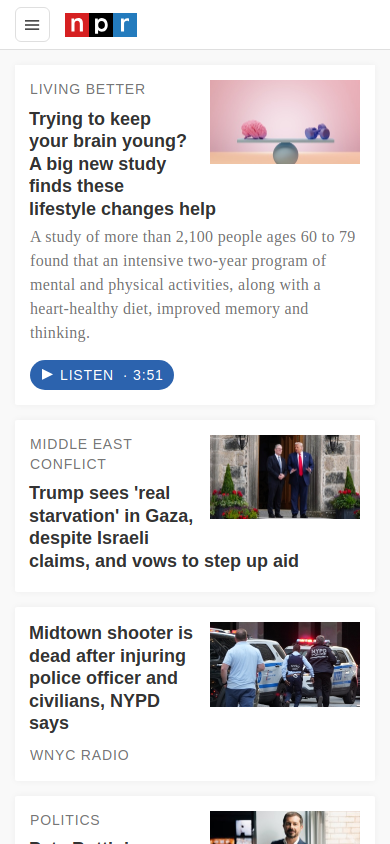 npr
LIVING BETTER
Trying to keep
your brain young?
A big new study
finds these
lifestyle changes help
A study of more than 2,100 people ages 60 to 79
found that an intensive two-year program of
mental and physical activities, along with a
heart-healthy diet, improved memory and
thinking.
LISTEN · 3:51
MIDDLE EAST
CONFLICT
Trump sees 'real
starvation' in Gaza,
despite Israeli
claims, and vows to step up aid
Midtown shooter is
dead after injuring
police officer and
civilians, NYPD
says
NYPD
WNYC RADIO
POLITICS